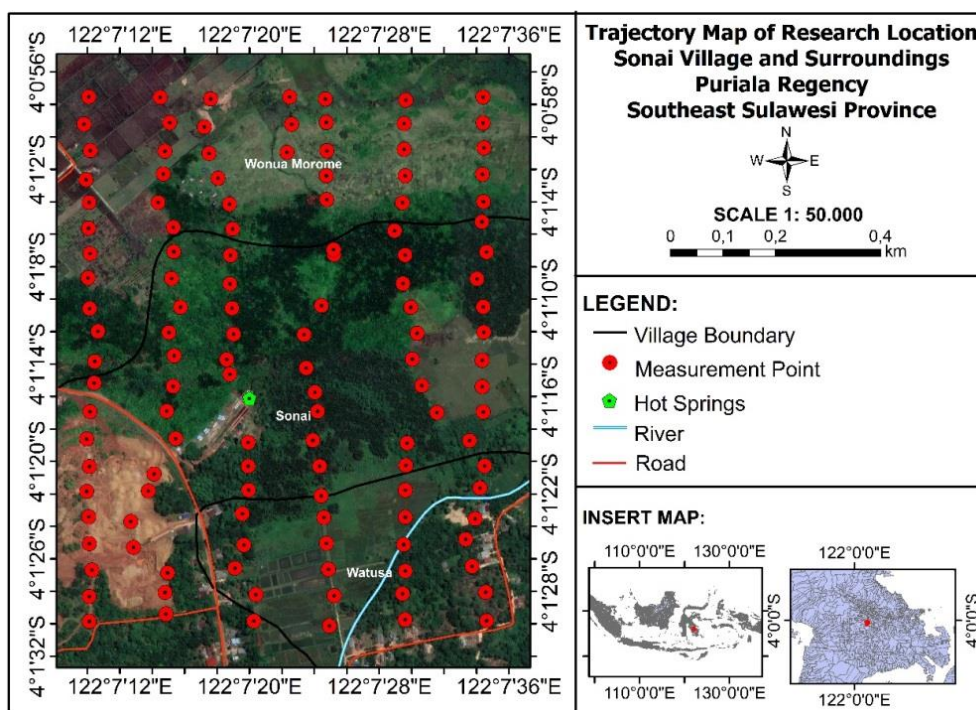 122°7'12"E 122°7'20"E 122°7'28"E 122°7'36"E
4°0'56"S
4°1'2"S
4°1'8"S
4°1'14"S
4°1'20"S
4°1'26"S
4°1'32"S
Wonua Morome
Sonai
Watusa
4°0'58"S
4°1'4"S
4°1'10"S
4°1'16"S
4°1'22"S
4°1'28"S
122°7'12"E 122°7'20"E 122°7'28"E 122°7'36"E
Trajectory Map of Research Location
Sonai Village and Surroundings
Puriala Regency
Southeast Sulawesi Province
N
W E
S
SCALE 1: 50.000
0 0,2 0,4
km
LEGEND:
Village Boundary
Measurement Point
Hot Springs
River
Road
INSERT MAP:
110°0'0"E 130°0'0"E
110°0'0"E 130°0'0"E
122°0'0"E
4°0'0"S
4°0'0"S
122°0'0"E